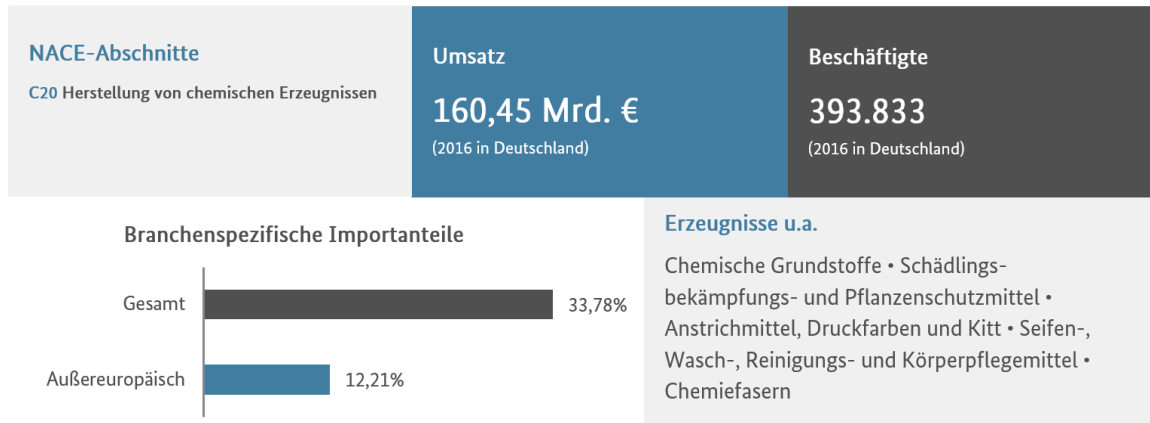 NACE-Abschnitte
C20 Herstellung von chemischen Erzeugnissen
Umsatz
160,45 Mrd. €
(2016 in Deutschland)
Beschäftigte
393.833
(2016 in Deutschland)
Branchenspezifische Importanteile
Gesamt
33,78%
Außereuropäisch
12,21%
Erzeugnisse u.a.
Chemische Grundstoffe • Schädlings-
bekämpfungs- und Pflanzenschutzmittel •
Anstrichmittel, Druckfarben und Kitt • Seifen-,
Wasch-, Reinigungs- und Körperpflegemittel •
Chemiefasern